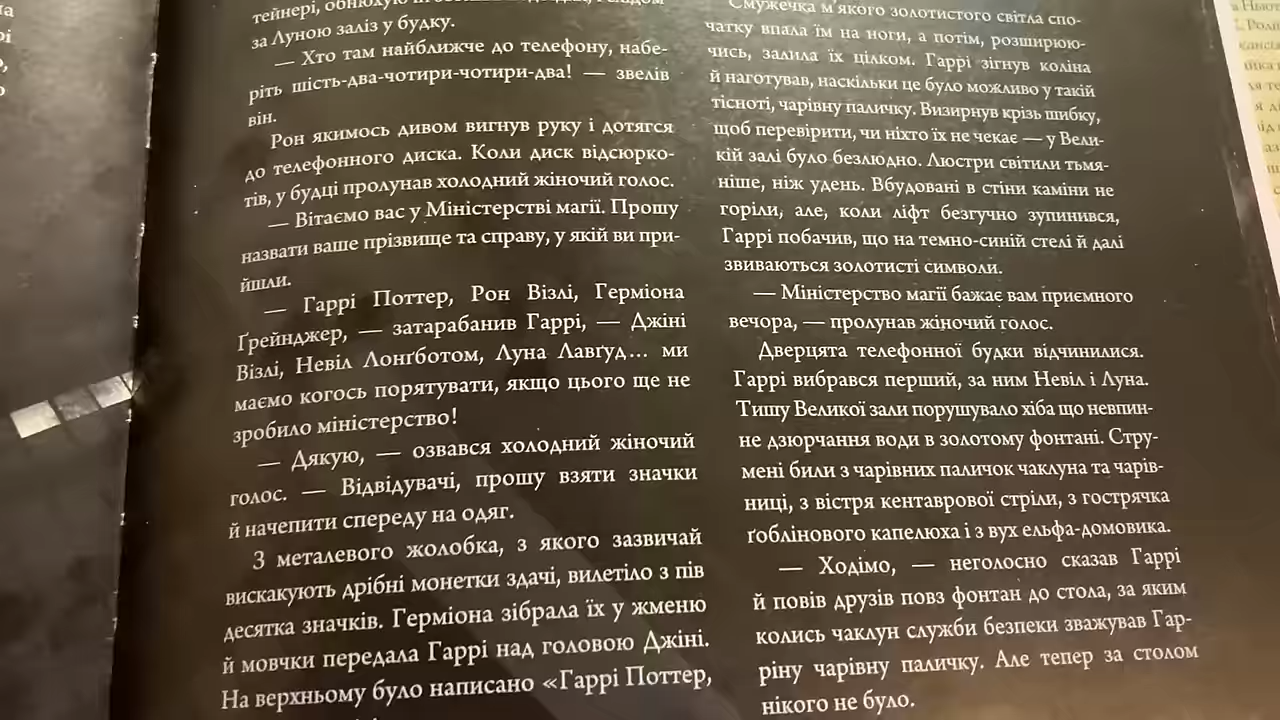 тейнері,
за Луною заліз у будку.
— Хто там найближче до телефону, набе-
ріть шість-два-чотири-чотири-два! — звелів
він.
Рон якимось дивом вигнув руку і дотягся
до телефонного диска. Коли диск відсюрко-
тів, у будці пролунав холодний жіночий голос.
— Вітаємо вас у Міністерстві магії. Прошу
назвати ваше прізвище та справу, у якій ви при-
йшли.
— Гаррі Поттер, Рон Візлі, Герміона
Ґрейнджер, — затарабанив Гаррі, — Джіні
Візлі, Невіл Лонґботом, Луна Лавґуд... ми
маємо когось порятувати, якщо цього ще не
зробило міністерство!
— Дякую, — озвався холодний жіночий
голос. — Відвідувачі, прошу взяти значки
й начепити спереду на одяг.
З металевого жолобка, з якого зазвичай
вискакують дрібні монетки здачі, вилетіло з пів
десятка значків. Герміона зібрала їх у жменю
й мовчки передала Гаррі над головою Джіні.
На верхньому було написано «Гаррі Поттер,
Смужечка м'якого золотистого світла спо-
чатку впала їм на ноги, а потім, розширюю-
чись, залила їх цілком. Гаррі зігнув коліна
й наготував, наскільки це було можливо у такій
тісноті, чарівну паличку. Визирнув крізь шибку,
щоб перевірити, чи ніхто їх не чекає — у Вели-
кій залі було безлюдно. Люстри світили тьмя-
ніше, ніж удень. Вбудовані в стіни каміни не
горіли, але, коли ліфт безгучно зупинився,
Гаррі побачив, що на темно-синій стелі й далі
звиваються золотисті символи.
— Міністерство магії бажає вам приємного
вечора, — пролунав жіночий голос.
Дверцята телефонної будки відчинилися.
Гаррі вибрався перший, за ним Невіл і Луна.
Тишу Великої зали порушувало хіба що невпин-
не дзюрчання води в золотому фонтані. Стру-
мені били з чарівних паличок чаклуна та чарів-
ниці, з вістря кентаврової стріли, з гострячка
ґоблінового капелюха і з вух ельфа-домовика.
— Ходімо, — неголосно сказав Гаррі
й повів друзів повз фонтан до стола, за яким
колись чаклун служби безпеки зважував Гар-
ріну чарівну паличку. Але тепер за столом
нікого не було.